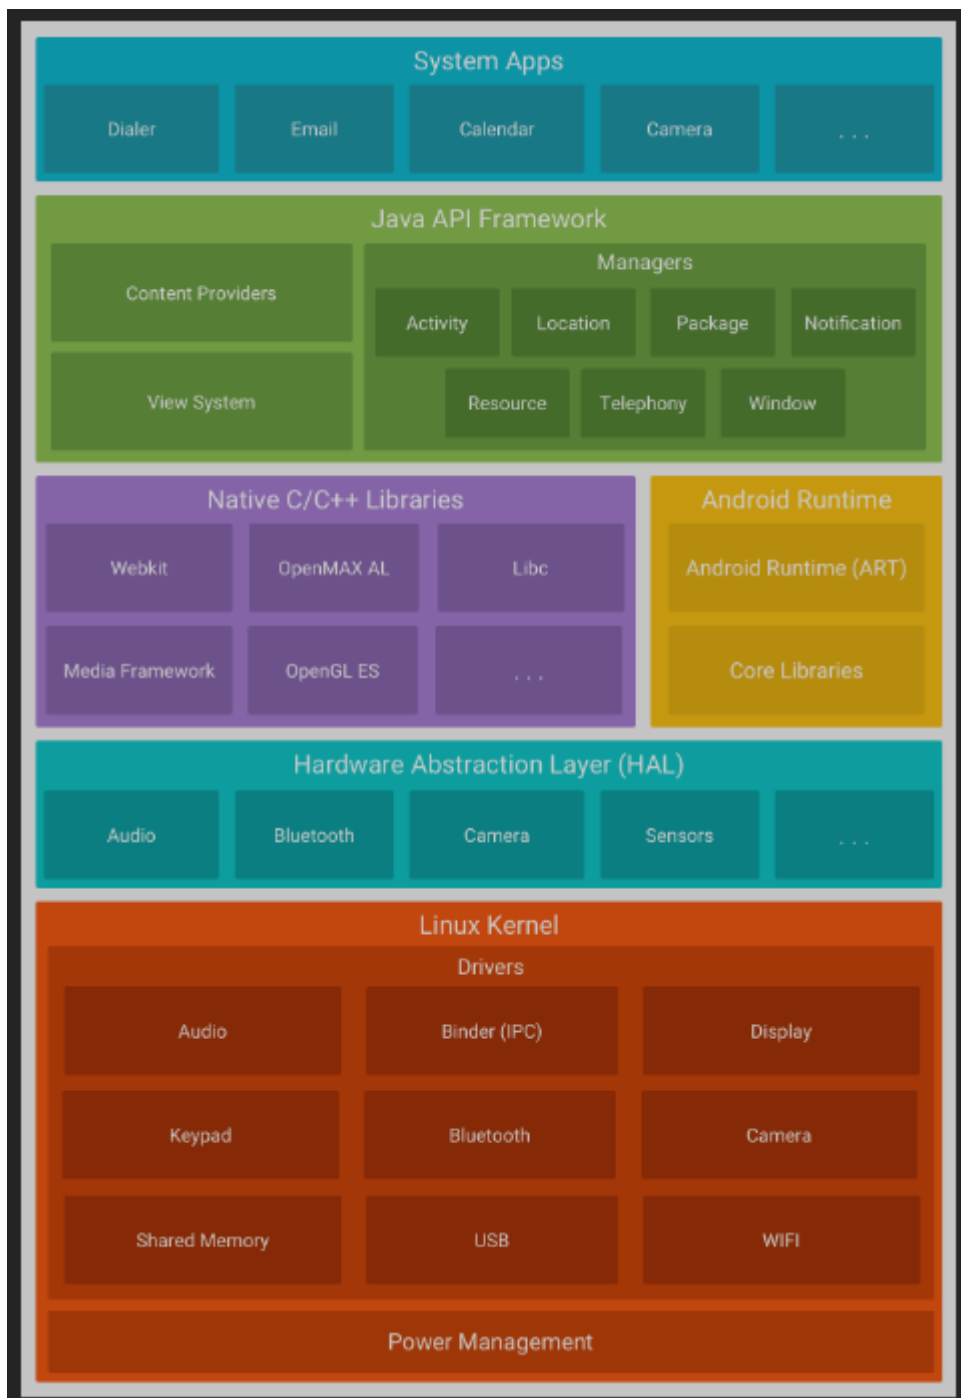 System Apps
Dialer
Email
Calendar
Camera
. . .
Java API Framework
Content Providers
View System
Managers
Activity
Location
Package
Notification
Resource
Telephony
Window
Native C/C++ Libraries
Webkit
OpenMAX AL
Libc
Media Framework
OpenGL ES
. . .
Android Runtime
Android Runtime (ART)
Core Libraries
Hardware Abstraction Layer (HAL)
Audio
Bluetooth
Camera
Sensors
. . .
Linux Kernel
Drivers
Audio
Binder (IPC)
Display
Keypad
Bluetooth
Camera
Shared Memory
USB
WIFI
Power Management